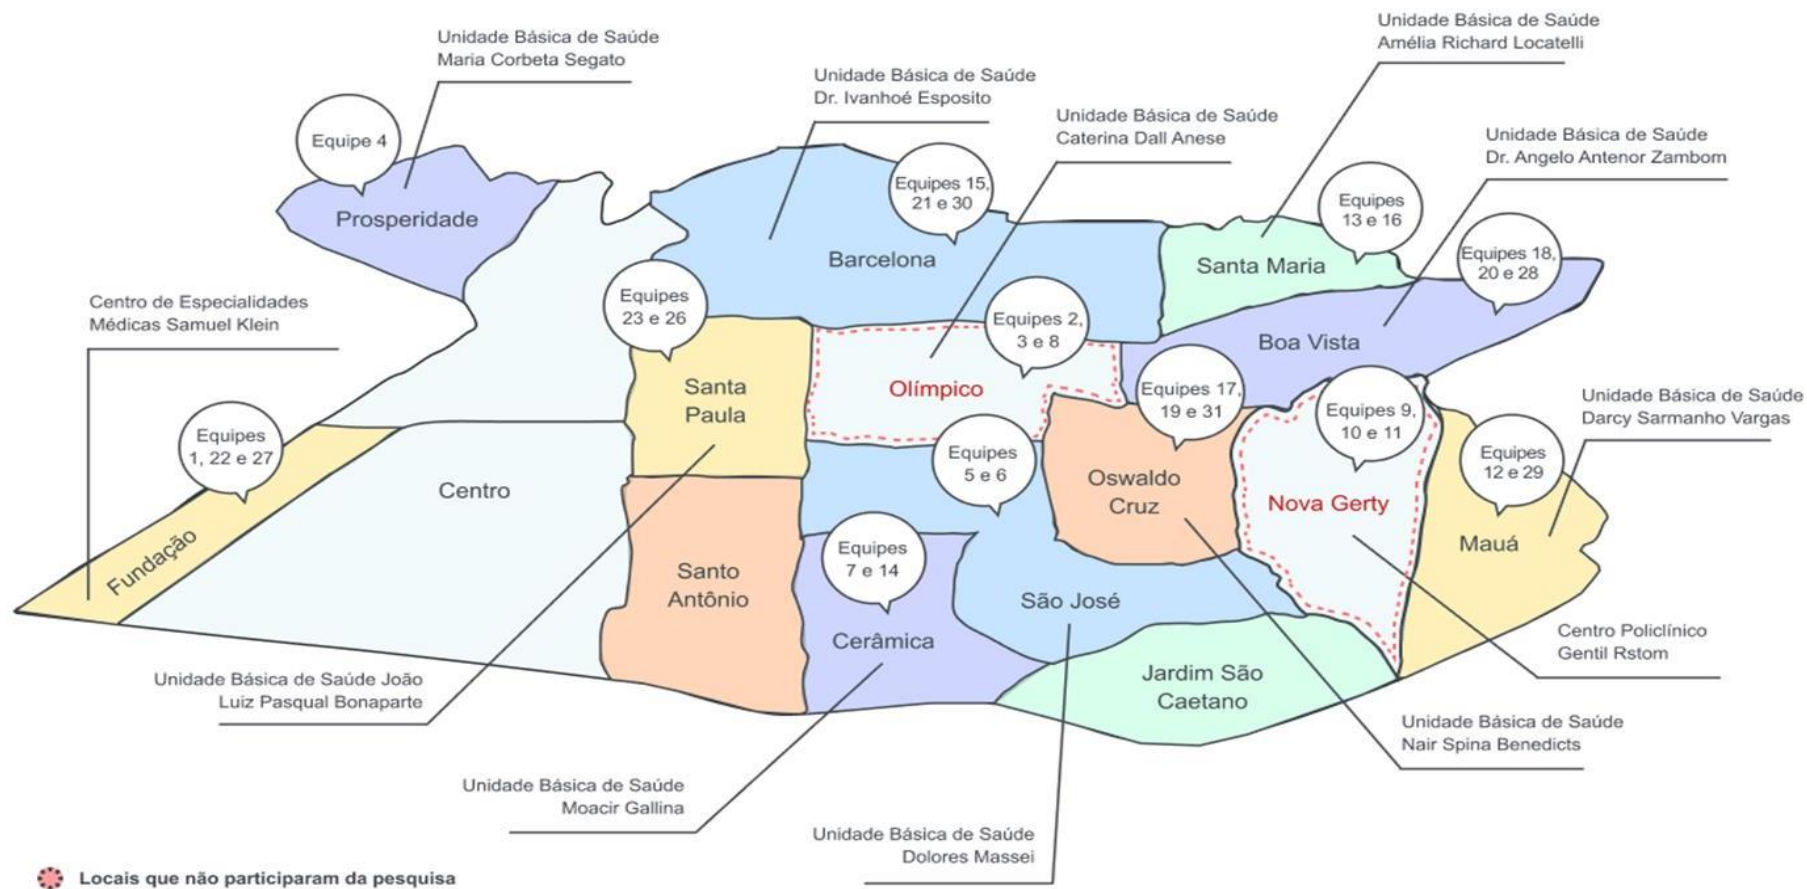 Unidade Básica de Saúde
Amélia Richard Locatelli
Unidade Básica de Saúde
Maria Corbeta Segato
Unidade Básica de Saúde
Dr. Ivanhoé Esposito
Unidade Básica de Saúde
Caterina Dall Anese
Unidade Básica de Saúde
Dr. Angelo Antenor Zambom
Equipe 4
Prosperidade
Equipes 15,
21 e 30
Barcelona
Equipes
13 e 16
Santa Maria
Equipes 18,
20 e 28
Boa Vista
Centro de Especialidades
Médicas Samuel Klein
Equipes
23 e 26
Santa
Paula
Equipes 2,
3 e 8
Olímpico
Equipes 17,
19 e 31
Oswaldo
Cruz
Equipes 9,
10 e 11
Nova Gerty
Unidade Básica de Saúde
Darcy Sarmanho Vargas
Equipes
12 e 29
Mauá
Equipes
1, 22 e 27
Fundação
Centro
Equipes
5 e 6
São José
Equipes
7 e 14
Cerâmica
Santo
Antônio
Jardim São
Caetano
Centro Policlínico
Gentil Rstom
Unidade Básica de Saúde João
Luiz Pasqual Bonaparte
Unidade Básica de Saúde
Nair Spina Benedicts
Unidade Básica de Saúde
Moacir Gallina
Unidade Básica de Saúde
Dolores Massei
Locais que não participaram da pesquisa